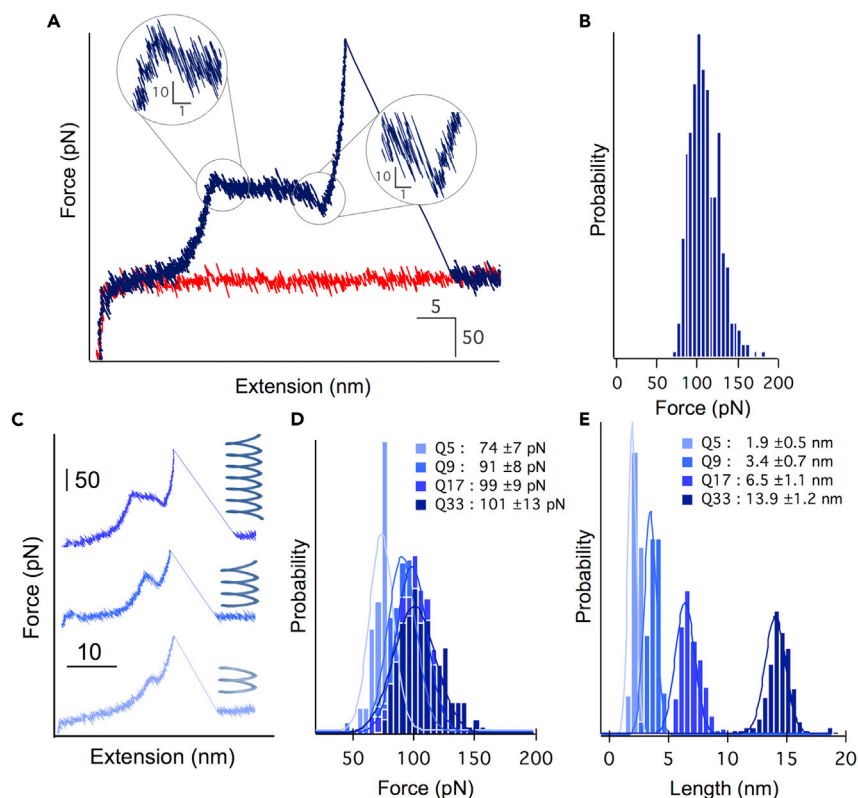 A
Force (pN)
10
1
10
1
5
50
Extension (nm)
B
Probability
0
50
100
150
200
Force (pN)
C
Force (pN)
50
10
Extension (nm)
D
Probability
Q5 : 74 ±7 pN
Q9 : 91 ±8 pN
Q17 : 99 ±9 pN
Q33 : 101 ±13 pN
50
100
150
200
Force (pN)
E
Probability
Q5 : 1.9 ±0.5 nm
Q9 : 3.4 ±0.7 nm
Q17 : 6.5 ±1.1 nm
Q33 : 13.9 ±1.2 nm
0
5
10
15
20
Length (nm)